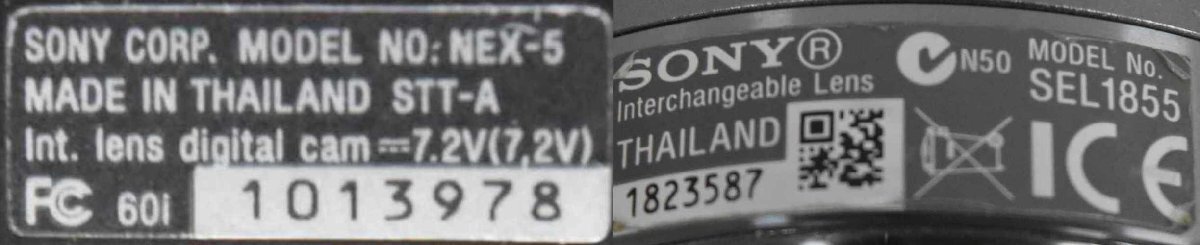 SONY CORP. MODEL NO: NEX-5
MADE IN THAILAND STT-A
Int. lens digital cam ⎓7.2V(7,2V)
FC 60i 1013978
SONY®
Interchangeable Lens
THAILAND
1823587
N50
MODEL No.
SEL1855
CE